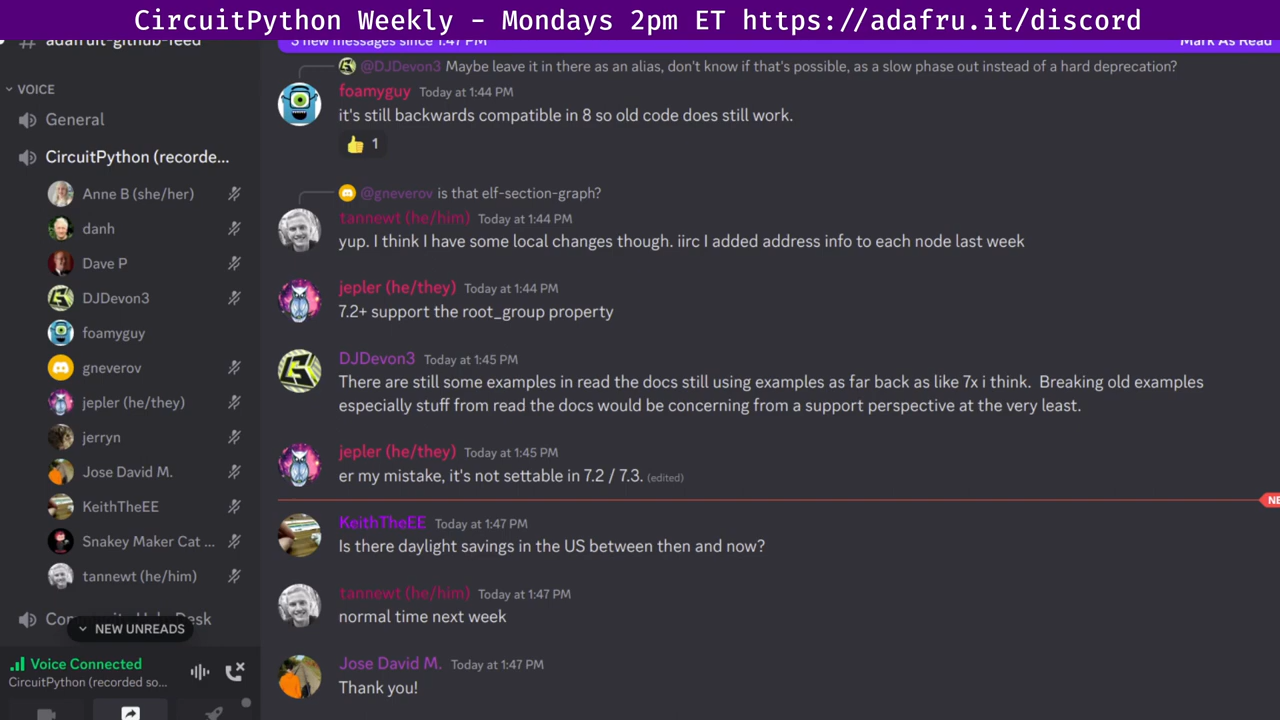 CircuitPython Weekly - Mondays 2pm ET https://adafru.it/discord
# adafruit-github-feed
3 new messages since 1:47 PM
Mark As Read
VOICE
General
CircuitPython (recorde...
Anne B (she/her)
danh
Dave P
DJDevon3
foamyguy
gneverov
jepler (he/they)
jerryn
Jose David M.
KeithTheEE
Snakey Maker Cat ...
tannewt (he/him)
NEW UNREADS
Voice Connected
CircuitPython (recorded so...
@DJDevon3 Maybe leave it in there as an alias, don't know if that's possible, as a slow phase out instead of a hard deprecation?
foamyguy Today at 1:44 PM
it's still backwards compatible in 8 so old code does still work.
👍 1
@gneverov is that elf-section-graph?
tannewt (he/him) Today at 1:44 PM
yup. I think I have some local changes though. iirc I added address info to each node last week
jepler (he/they) Today at 1:44 PM
7.2+ support the root_group property
DJDevon3 Today at 1:45 PM
There are still some examples in read the docs still using examples as far back as like 7x i think. Breaking old examples
especially stuff from read the docs would be concerning from a support perspective at the very least.
jepler (he/they) Today at 1:45 PM
er my mistake, it's not settable in 7.2 / 7.3. (edited)
NE
KeithTheEE Today at 1:47 PM
Is there daylight savings in the US between then and now?
tannewt (he/him) Today at 1:47 PM
normal time next week
Jose David M. Today at 1:47 PM
Thank you!